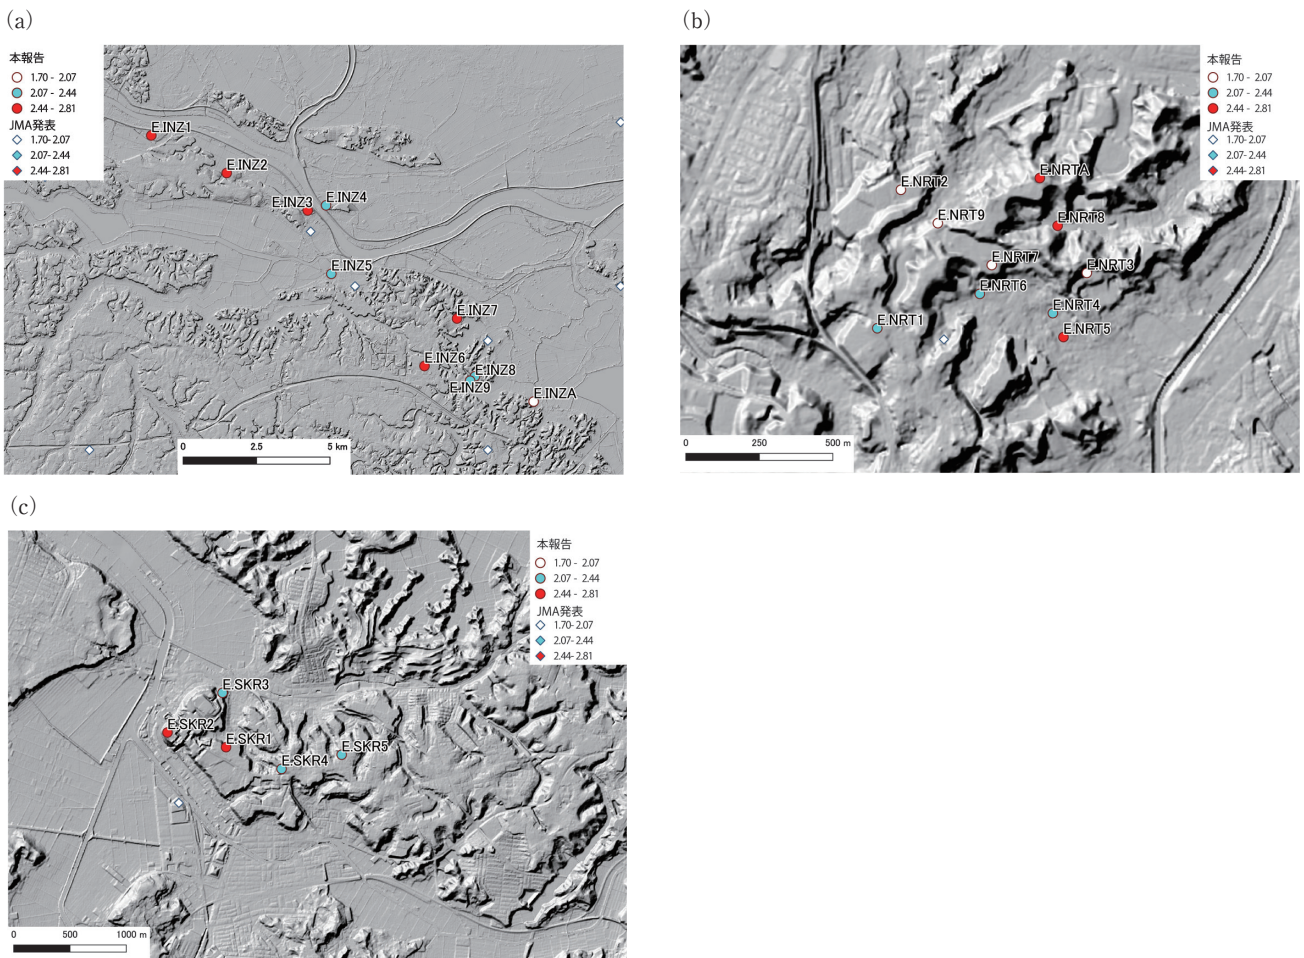 (a)
本報告
1.70 - 2.07
2.07 - 2.44
2.44 - 2.81
JMA発表
1.70-2.07
2.07-2.44
2.44-2.81
E.INZ1
E.INZ2
E.INZ3
E.INZ4
E.INZ5
E.INZ7
E.INZ6
E.INZ8
E.INZ9
E.INZA
0 2.5 5 km
(b)
本報告
1.70 - 2.07
2.07 - 2.44
2.44 - 2.81
JMA発表
1.70-2.07
2.07-2.44
2.44-2.81
E.NRTA
E.NRT2
E.NRT9
E.NRT8
E.NRT7
E.NRT3
E.NRT6
E.NRT4
E.NRT1
E.NRT5
0 250 500 m
(c)
本報告
1.70 - 2.07
2.07 - 2.44
2.44 - 2.81
JMA発表
1.70-2.07
2.07-2.44
2.44-2.81
E.SKR3
E.SKR2
E.SKR1
E.SKR5
E.SKR4
0 500 1000 m